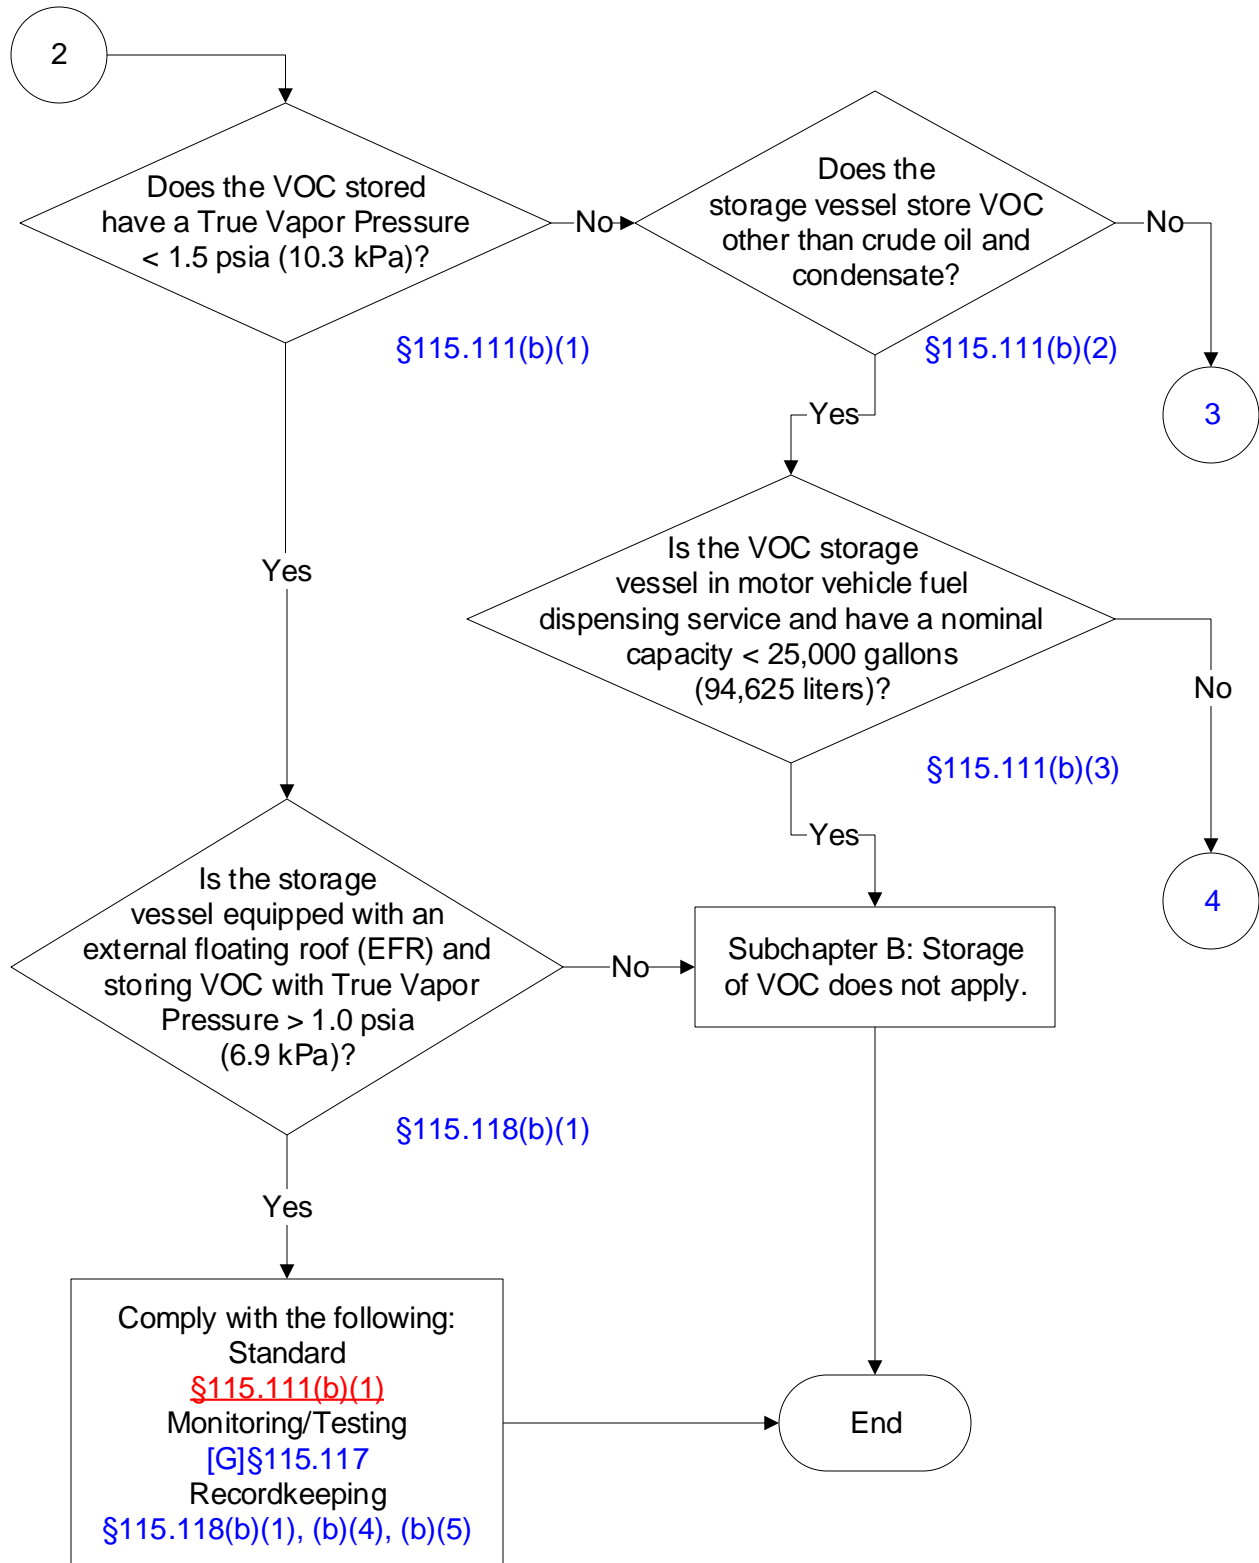 2
Does the VOC stored
have a True Vapor Pressure
< 1.5 psia (10.3 kPa)?
No
Does the
storage vessel store VOC
other than crude oil and
condensate?
No
§115.111(b)(1)
§115.111(b)(2)
3
Yes
Yes
Is the VOC storage
vessel in motor vehicle fuel
dispensing service and have a nominal
capacity < 25,000 gallons
(94,625 liters)?
No
§115.111(b)(3)
Yes
4
Is the storage
vessel equipped with an
external floating roof (EFR) and
storing VOC with True Vapor
Pressure > 1.0 psia
(6.9 kPa)?
No
Subchapter B: Storage
of VOC does not apply.
§115.118(b)(1)
Yes
Comply with the following:
Standard
§115.111(b)(1)
Monitoring/Testing
[G]§115.117
Recordkeeping
§115.118(b)(1), (b)(4), (b)(5)
End